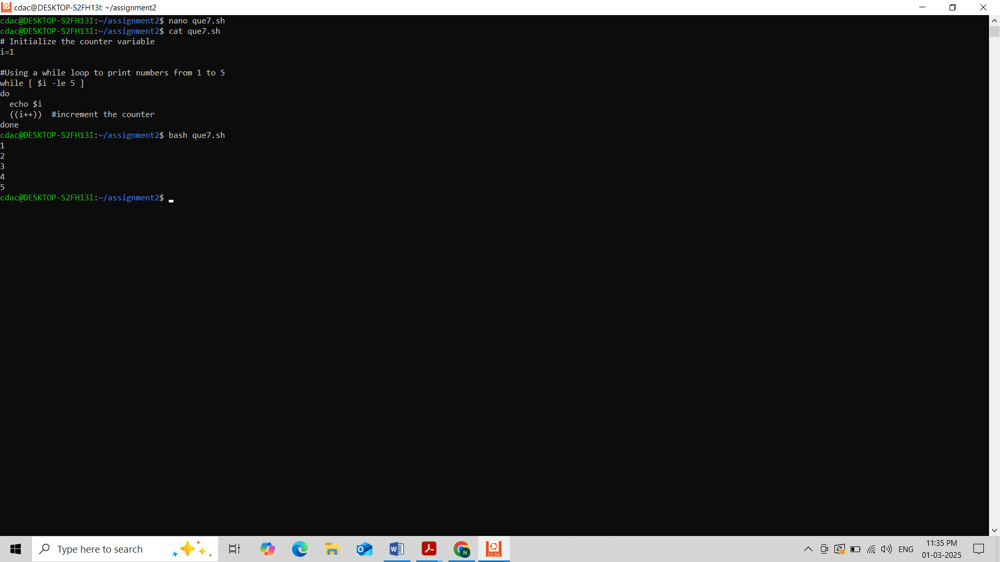 cdac@DESKTOP-S2FH13I: ~/assignment2
cdac@DESKTOP-S2FH13I:~/assignment2$ nano que7.sh
cdac@DESKTOP-S2FH13I:~/assignment2$ cat que7.sh
# Initialize the counter variable
i=1
#Using a while loop to print numbers from 1 to 5
while [ $i -le 5 ]
do
  echo $i
  ((i++))  #increment the counter
done
cdac@DESKTOP-S2FH13I:~/assignment2$ bash que7.sh
1
2
3
4
5
cdac@DESKTOP-S2FH13I:~/assignment2$
Type here to search
N
22.04
ENG
11:35 PM
01-03-2025